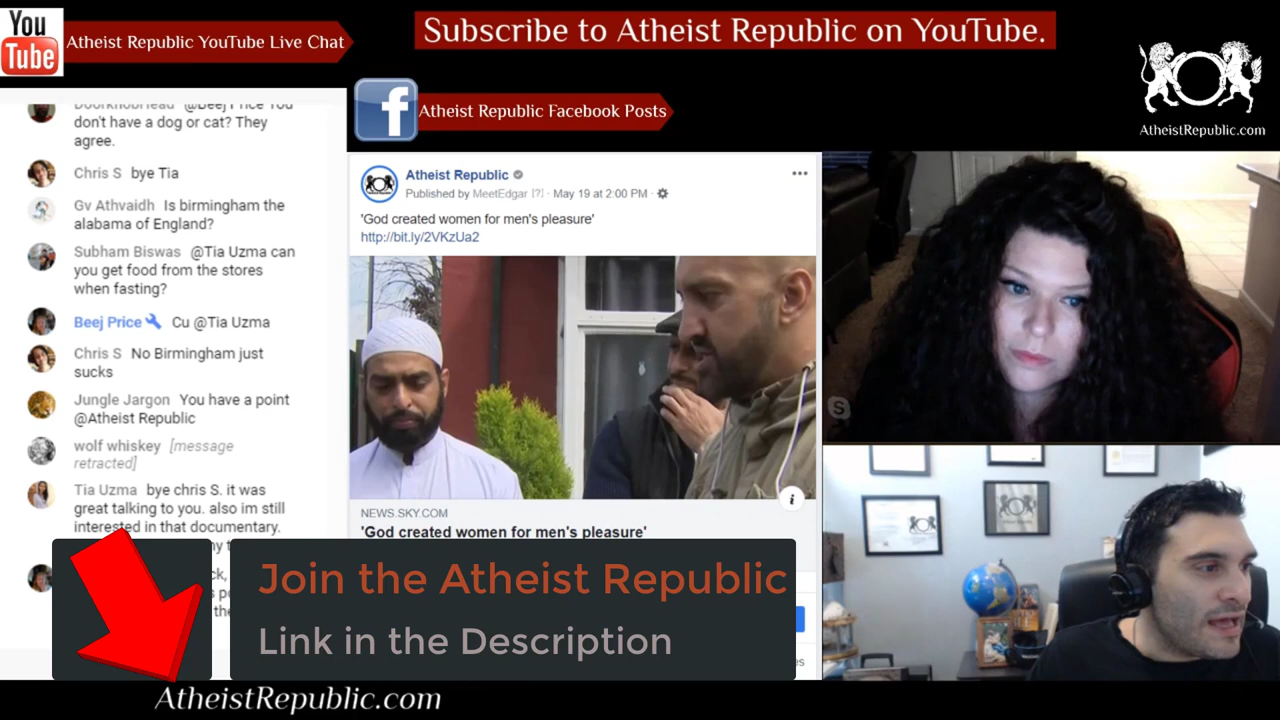 You
Tube
Atheist Republic YouTube Live Chat
Subscribe to Atheist Republic on YouTube.
AtheistRepublic.com
f
Atheist Republic Facebook Posts
DoorknobHead @Beej Price You
don't have a dog or cat? They
agree.
Chris S bye Tia
Gv Athvaidh Is birmingham the
alabama of England?
Subham Biswas @Tia Uzma can
you get food from the stores
when fasting?
Beej Price Cu @Tia Uzma
Chris S No Birmingham just
sucks
Jungle Jargon You have a point
@Atheist Republic
wolf whiskey [message
retracted]
Tia Uzma bye chris S. it was
great talking to you. also im still
interested in that documentary.
Atheist Republic
Published by MeetEdgar [?] · May 19 at 2:00 PM ·
'God created women for men's pleasure'
http://bit.ly/2VKzUa2
NEWS.SKY.COM
'God created women for men's pleasure'
S
Join the Atheist Republic
Link in the Description
AtheistRepublic.com